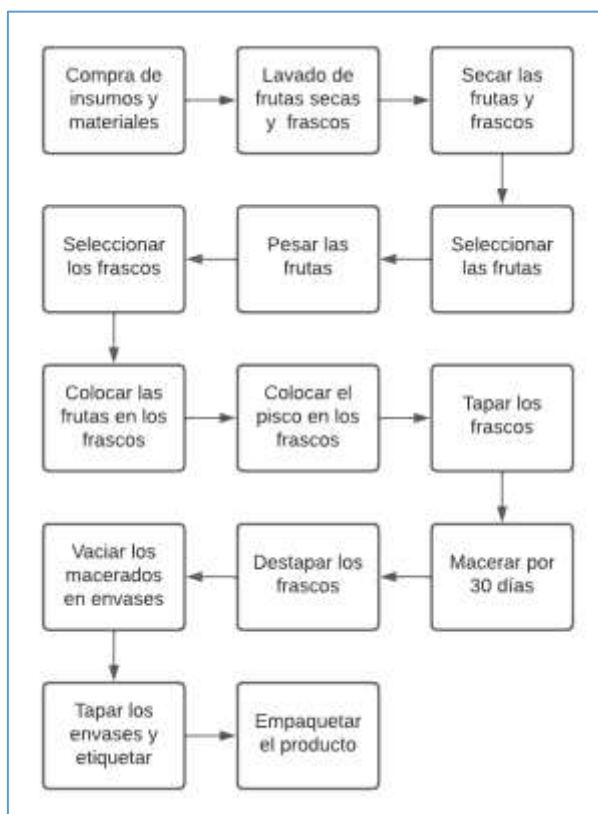 Compra de
insumos y
materiales
Lavado de
frutas secas
y frascos
Secar las
frutas y
frascos
Seleccionar
las frutas
Pesar las
frutas
Seleccionar
los frascos
Colocar las
frutas en los
frascos
Colocar el
pisco en los
frascos
Tapar los
frascos
Macerar por
30 días
Destapar los
frascos
Vaciar los
macerados
en envases
Tapar los
envases y
etiquetar
Empaquetar
el producto